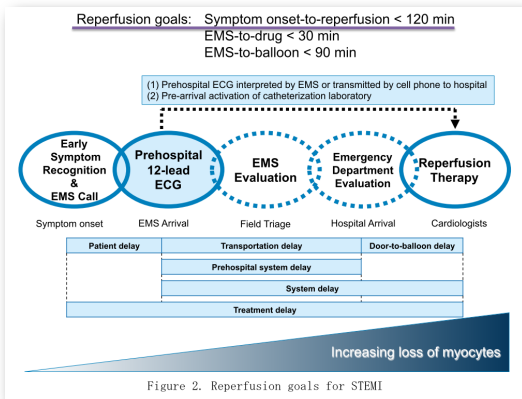 Reperfusion goals: Symptom onset-to-reperfusion < 120 min
EMS-to-drug < 30 min
EMS-to-balloon < 90 min
(1) Prehospital ECG interpreted by EMS or transmitted by cell phone to hospital
(2) Pre-arrival activation of catheterization laboratory
Early
Symptom
Recognition
&
EMS Call
Prehospital
12-lead
ECG
EMS
Evaluation
Emergency
Department
Evaluation
Reperfusion
Therapy
Symptom onset
EMS Arrival
Field Triage
Hospital Arrival
Cardiologists
Patient delay
Transportation delay
Door-to-balloon delay
Prehospital system delay
System delay
Treatment delay
Increasing loss of myocytes
Figure 2. Reperfusion goals for STEMI